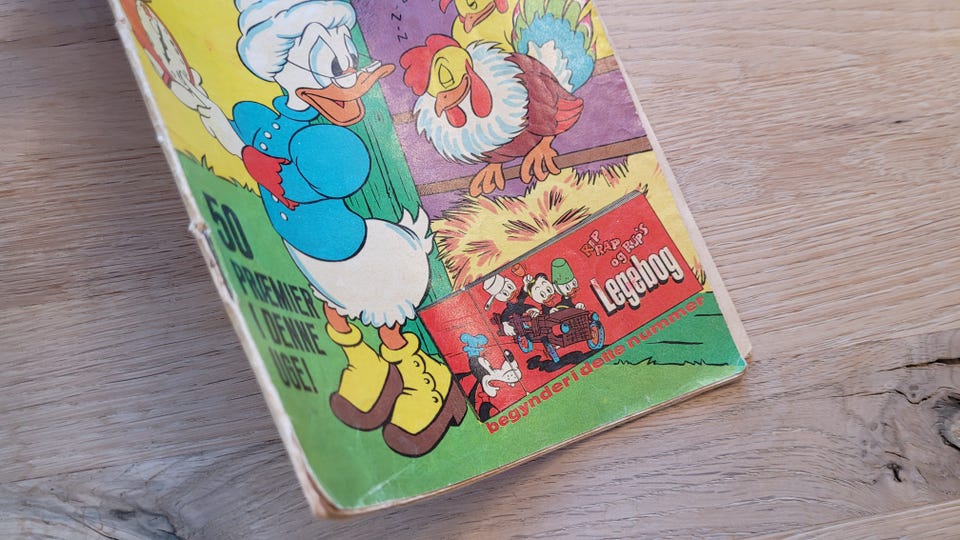 Z-Z
50
PRÆMIER
I DENNE
UGE!
RIP
RAP
og RUP'S
Legebog
begynder i dette nummer